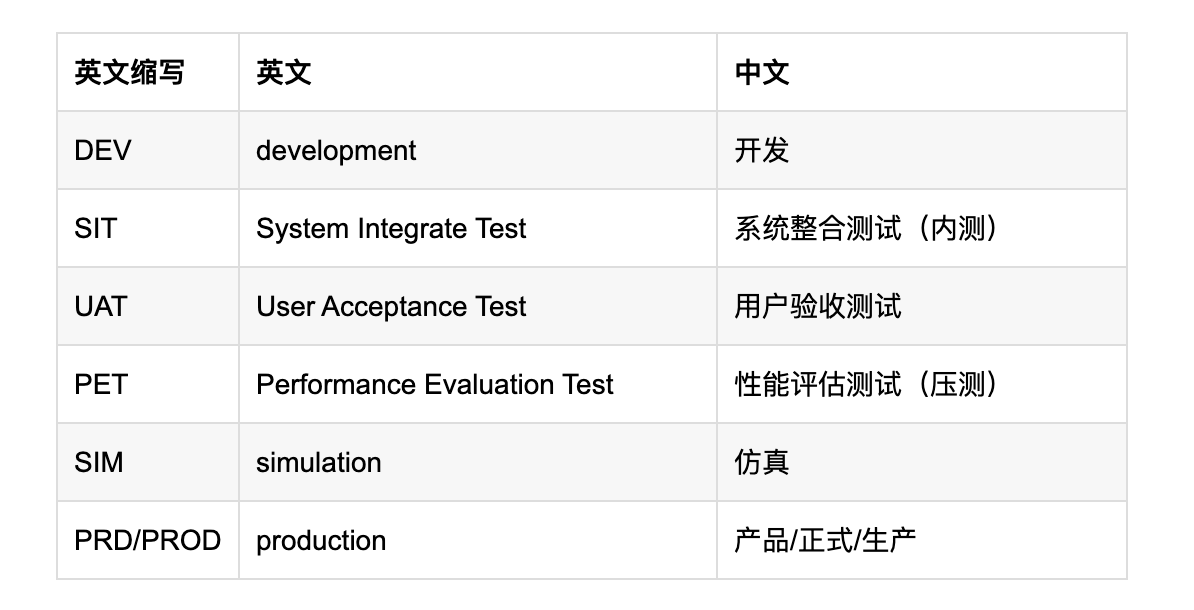 英文缩写 英文 中文
DEV development 开发
SIT System Integrate Test 系统整合测试（内测）
UAT User Acceptance Test 用户验收测试
PET Performance Evaluation Test 性能评估测试（压测）
SIM simulation 仿真
PRD/PROD production 产品/正式/生产